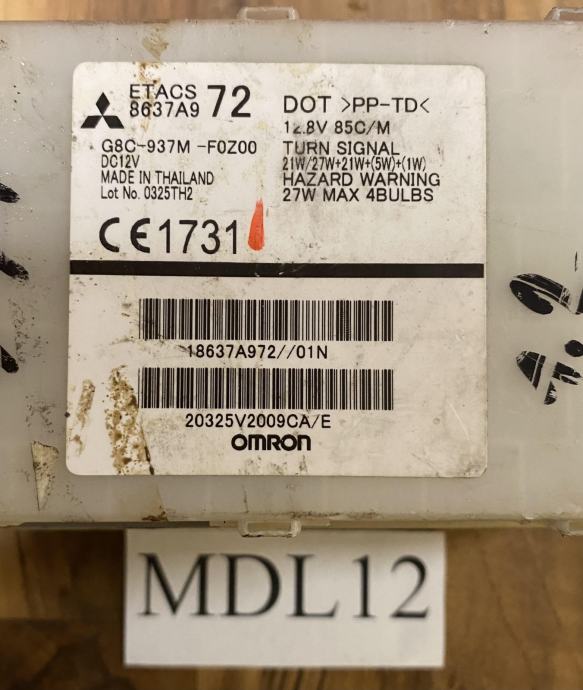 ETACS
8637A9 72
G8C-937M -F0Z00
DC12V
MADE IN THAILAND
Lot No. 0325TH2
CE1731
DOT >PP-TD<
12.8V 85C/M
TURN SIGNAL
21W/27W+21W+(5W)+(1W)
HAZARD WARNING
27W MAX 4BULBS
18637A972//01N
20325V2009CA/E
OMRON
MDL12